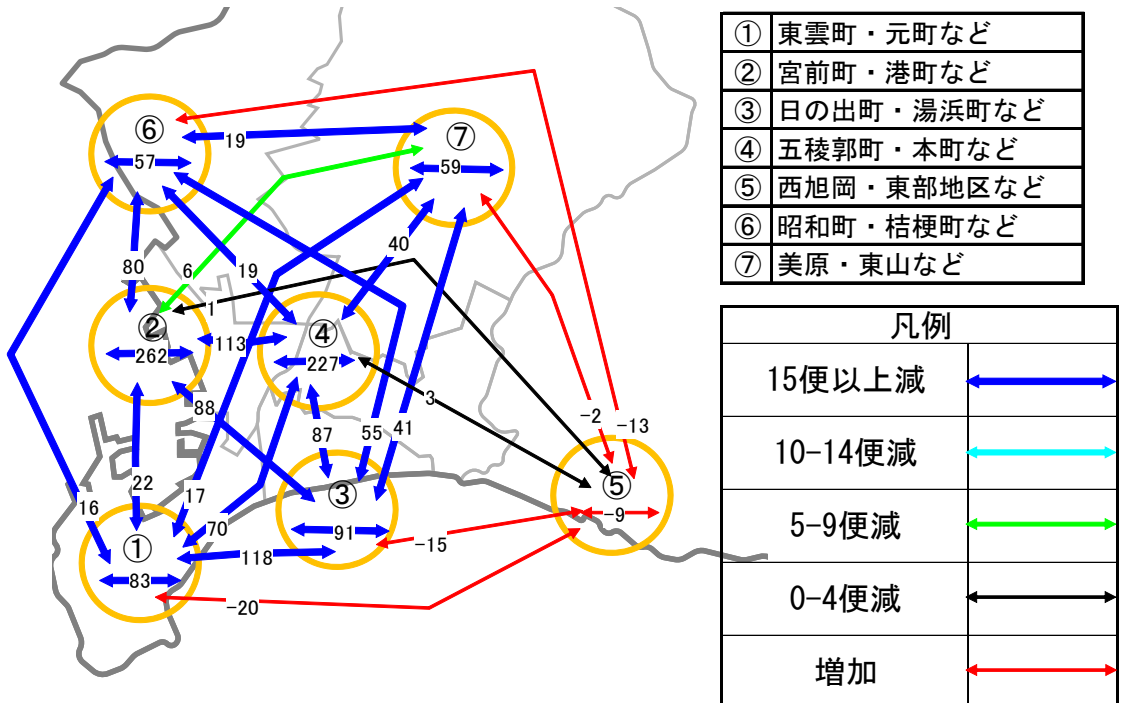 ① 東雲町・元町など
② 宮前町・港町など
③ 日の出町・湯浜町など
④ 五稜郭町・本町など
⑤ 西旭岡・東部地区など
⑥ 昭和町・桔梗町など
⑦ 美原・東山など
凡例
15便以上減
10-14便減
5-9便減
0-4便減
増加
⑥
57
19
⑦
59
80
6
19
40
1
②
262
113
④
227
88
87
55
41
3
-2
-13
22
17
16
70
③
91
⑤
-9
①
83
118
-15
-20